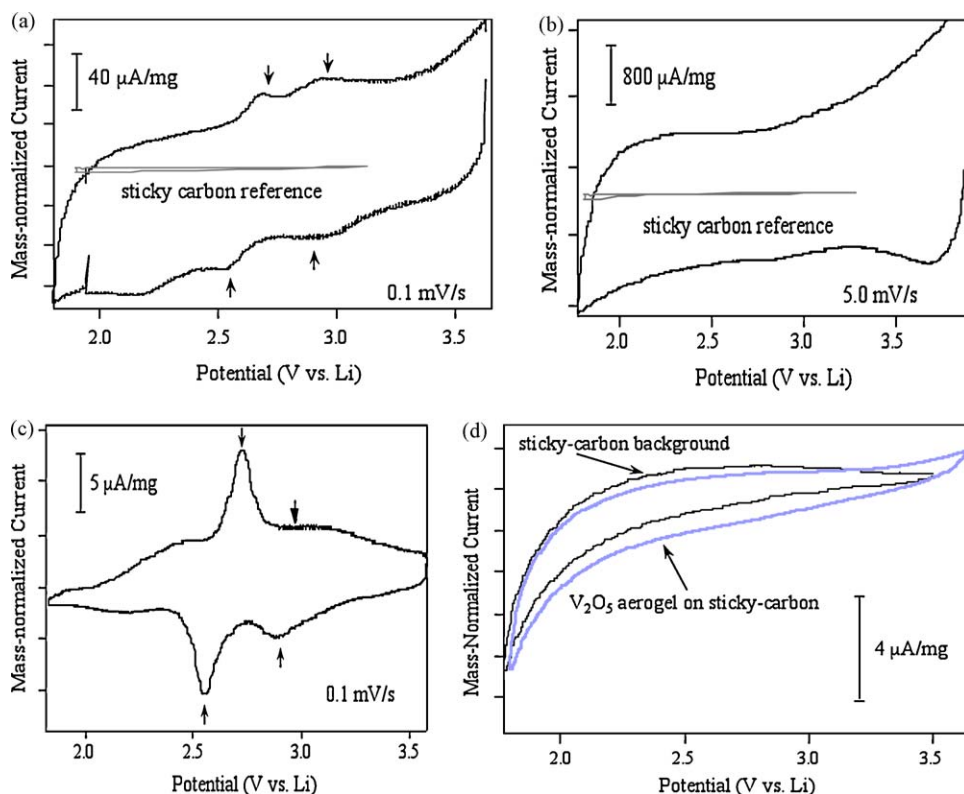 (a)
40 μA/mg
Mass-normalized Current
sticky carbon reference
0.1 mV/s
2.0 2.5 3.0 3.5
Potential (V vs. Li)
(b)
800 μA/mg
Mass-normalized Current
sticky carbon reference
5.0 mV/s
2.0 2.5 3.0 3.5
Potential (V vs. Li)
(c)
5 μA/mg
Mass-normalized Current
0.1 mV/s
2.0 2.5 3.0 3.5
Potential (V vs. Li)
(d)
sticky-carbon background
Mass-Normalized Current
V₂O₅ aerogel on sticky-carbon
4 μA/mg
2.0 2.5 3.0 3.5
Potential (V vs. Li)